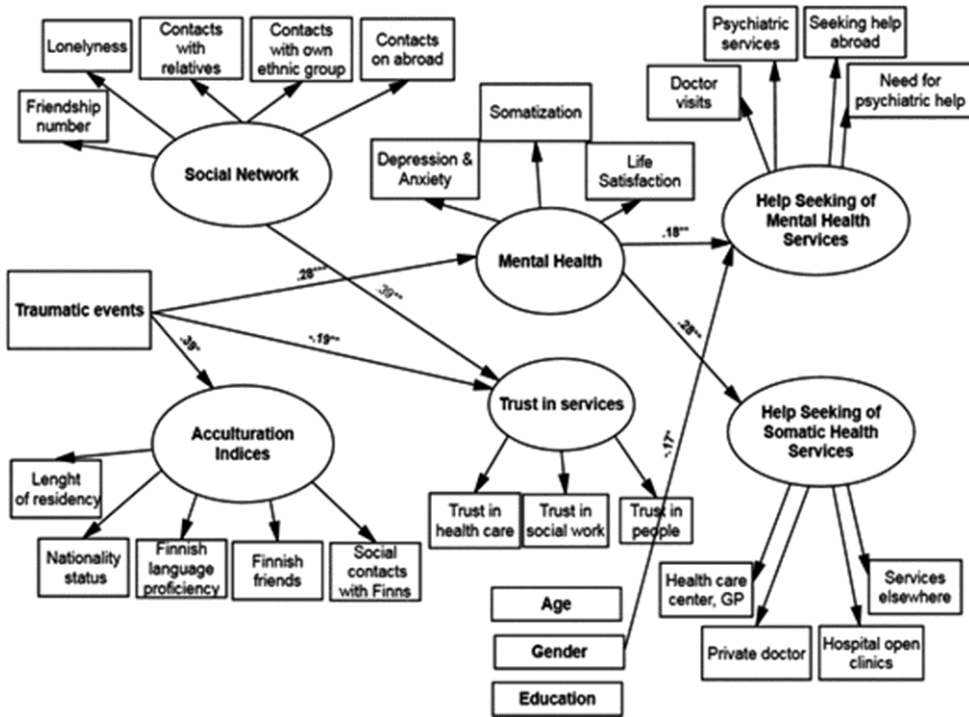 Lonelyness
Contacts
with
relatives
Contacts
with own
ethnic group
Contacts
on abroad
Friendship
number
Social Network
Psychiatric
services
Seeking help
abroad
Doctor
visits
Need for
psychiatric help
Somatization
Depression &
Anxiety
Life
Satisfaction
Help Seeking of
Mental Health
Services
Mental Health
.18**
.28***
.39**
Traumatic events
.39*
-.19**
.28**
Trust in services
Help Seeking of
Somatic Health
Services
Acculturation
Indices
-.17*
Lenght
of residency
Nationality
status
Finnish
language
proficiency
Finnish
friends
Social
contacts
with Finns
Trust in
health care
Trust in
social work
Trust in
people
Health care
center, GP
Services
elsewhere
Private doctor
Hospital open
clinics
Age
Gender
Education